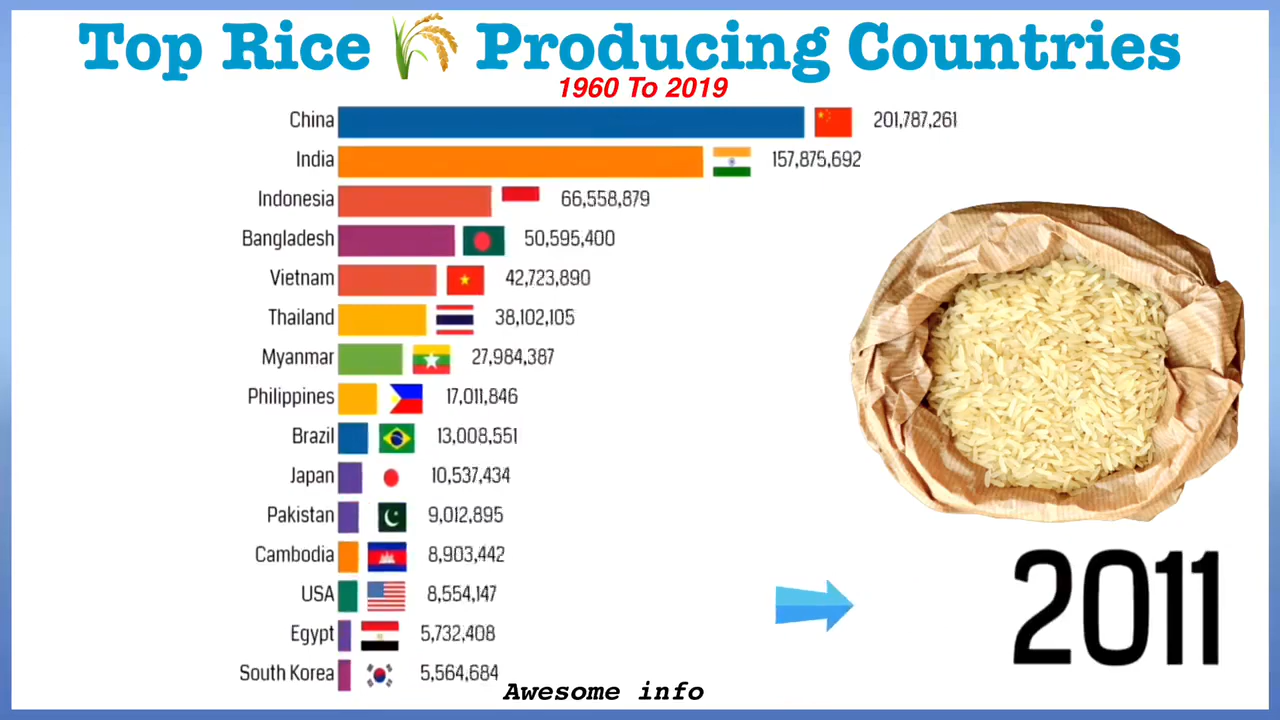 Top Rice Producing Countries
1960 To 2019
China 201,787,261
India 157,875,692
Indonesia 66,558,879
Bangladesh 50,595,400
Vietnam 42,723,890
Thailand 38,102,105
Myanmar 27,984,387
Philippines 17,011,846
Brazil 13,008,551
Japan 10,537,434
Pakistan 9,012,895
Cambodia 8,903,442
USA 8,554,147
Egypt 5,732,408
South Korea 5,564,684
2011
Awesome info